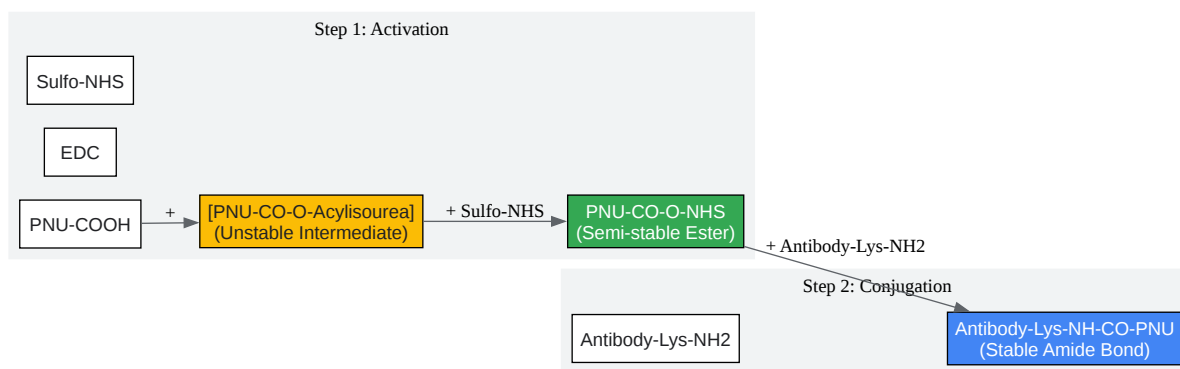 Step 1: Activation
Sulfo-NHS
EDC
PNU-COOH
+
[PNU-CO-O-Acylisourea]
(Unstable Intermediate)
+ Sulfo-NHS
PNU-CO-O-NHS
(Semi-stable Ester)
+ Antibody-Lys-NH2
Step 2: Conjugation
Antibody-Lys-NH2
Antibody-Lys-NH-CO-PNU
(Stable Amide Bond)